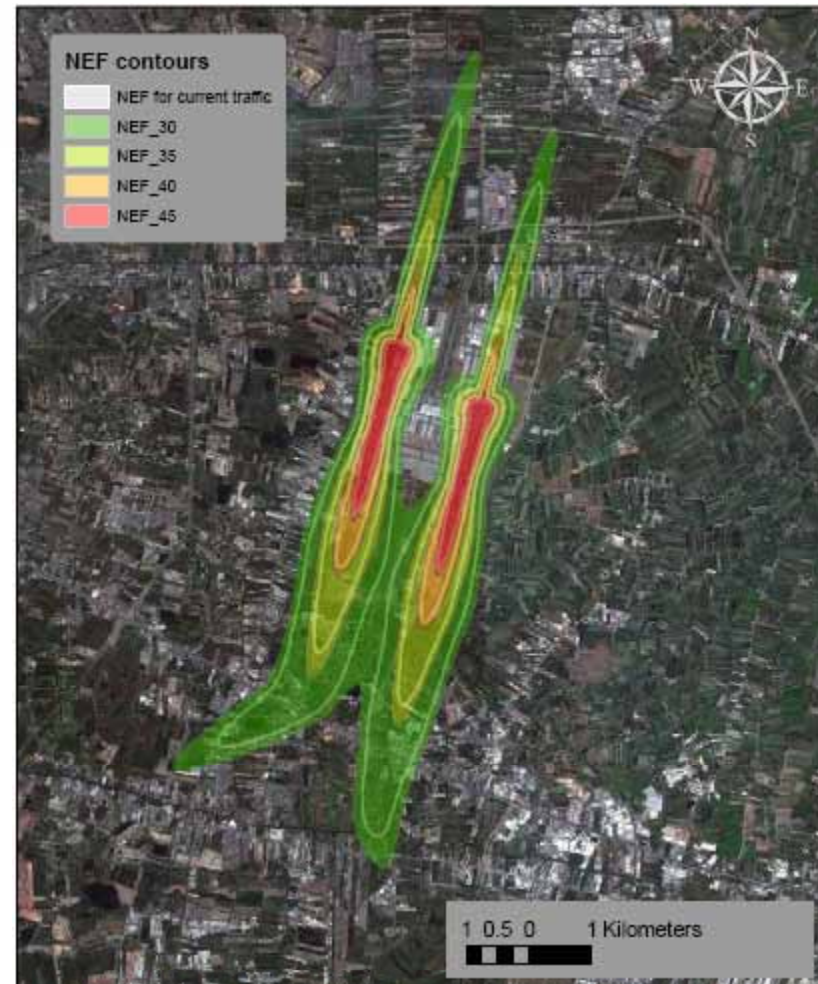 NEF contours
NEF for current traffic
NEF_30
NEF_35
NEF_40
NEF_45
N
W E
S
1 0.5 0 1 Kilometers